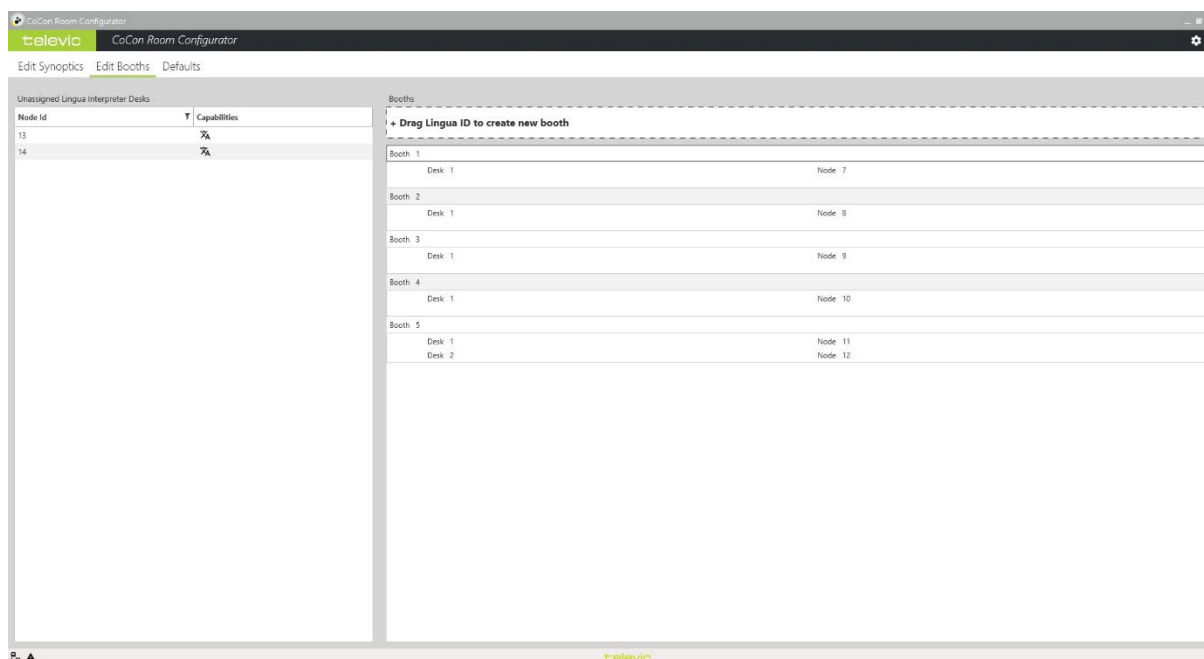 CoCon Room Configurator
televic CoCon Room Configurator
Edit Synoptics Edit Booths Defaults
Unassigned Lingua Interpreter Desks
Node Id Capabilities
13
14
Booths
+ Drag Lingua ID to create new booth
Booth 1
Desk 1 Node 7
Booth 2
Desk 1 Node 8
Booth 3
Desk 1 Node 9
Booth 4
Desk 1 Node 10
Booth 5
Desk 1 Node 11
Desk 2 Node 12
televic